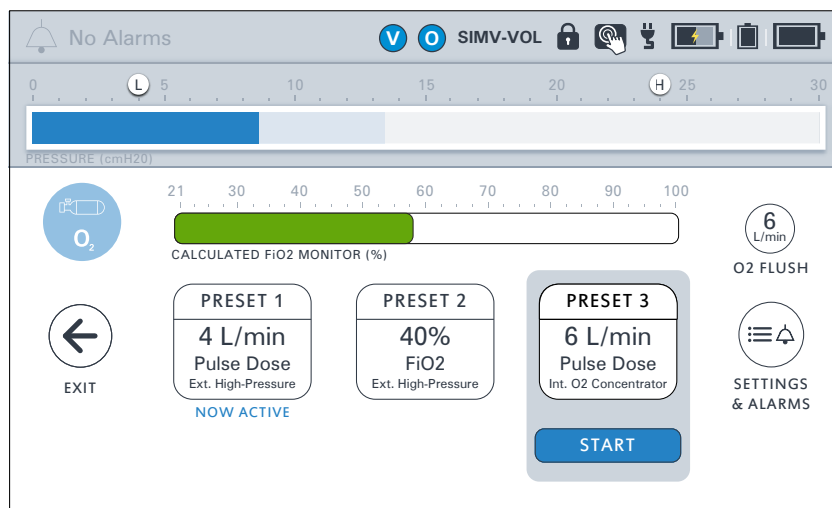 No Alarms
V O SIMV-VOL
0 5 10 15 20 25 30
L H
PRESSURE (cmH20)
O2
21 30 40 50 60 70 80 90 100
CALCULATED FiO2 MONITOR (%)
6
L/min
O2 FLUSH
EXIT
PRESET 1
4 L/min
Pulse Dose
Ext. High-Pressure
NOW ACTIVE
PRESET 2
40%
FiO2
Ext. High-Pressure
PRESET 3
6 L/min
Pulse Dose
Int. O2 Concentrator
START
SETTINGS
& ALARMS